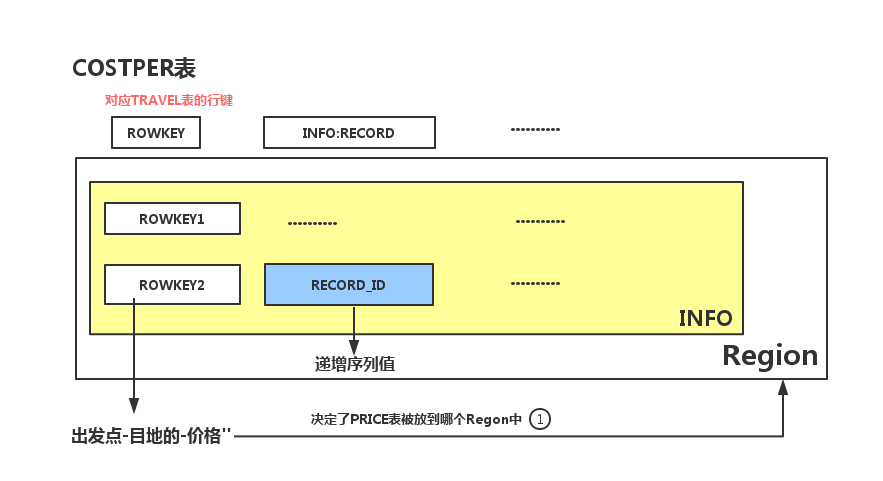 COSTPER表
对应TRAVEL表的行键
ROWKEY
INFO:RECORD
..........
ROWKEY1
..........
..........
ROWKEY2
RECORD_ID
..........
INFO
Region
递增序列值
决定了PRICE表被放到哪个Regon中 ①
出发点-目地的-价格"